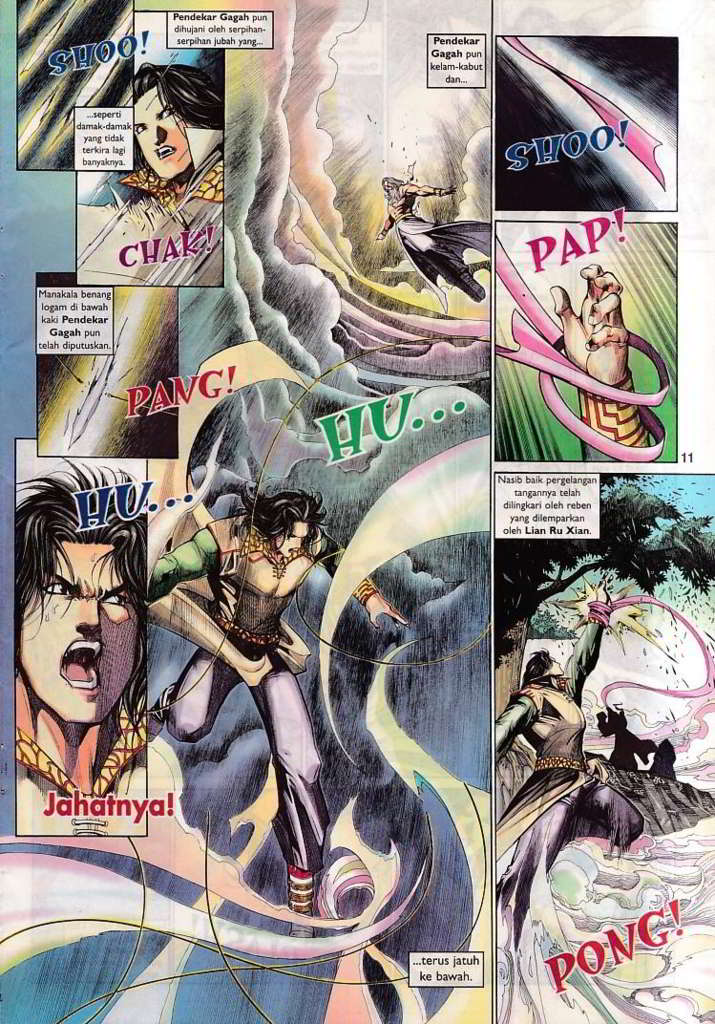 SHOO!
Pendekar Gagah pun
dihujani oleh serpihan-
serpihan jubah yang...
...seperti
damak-damak
yang tidak
terkira lagi
banyaknya.
CHAK!
Manakala benang
logam di bawah
kaki Pendekar
Gagah pun
telah diputuskan.
PANG!
Pendekar
Gagah pun
kelam-kabut
dan...
HU...
HU...
Jahatnya!
...terus jatuh
ke bawah.
SHOO!
PAP!
11
Nasib baik pergelangan
tangannya telah
dilingkari oleh reben
yang dilemparkan
oleh Lian Ru Xian.
PONG!